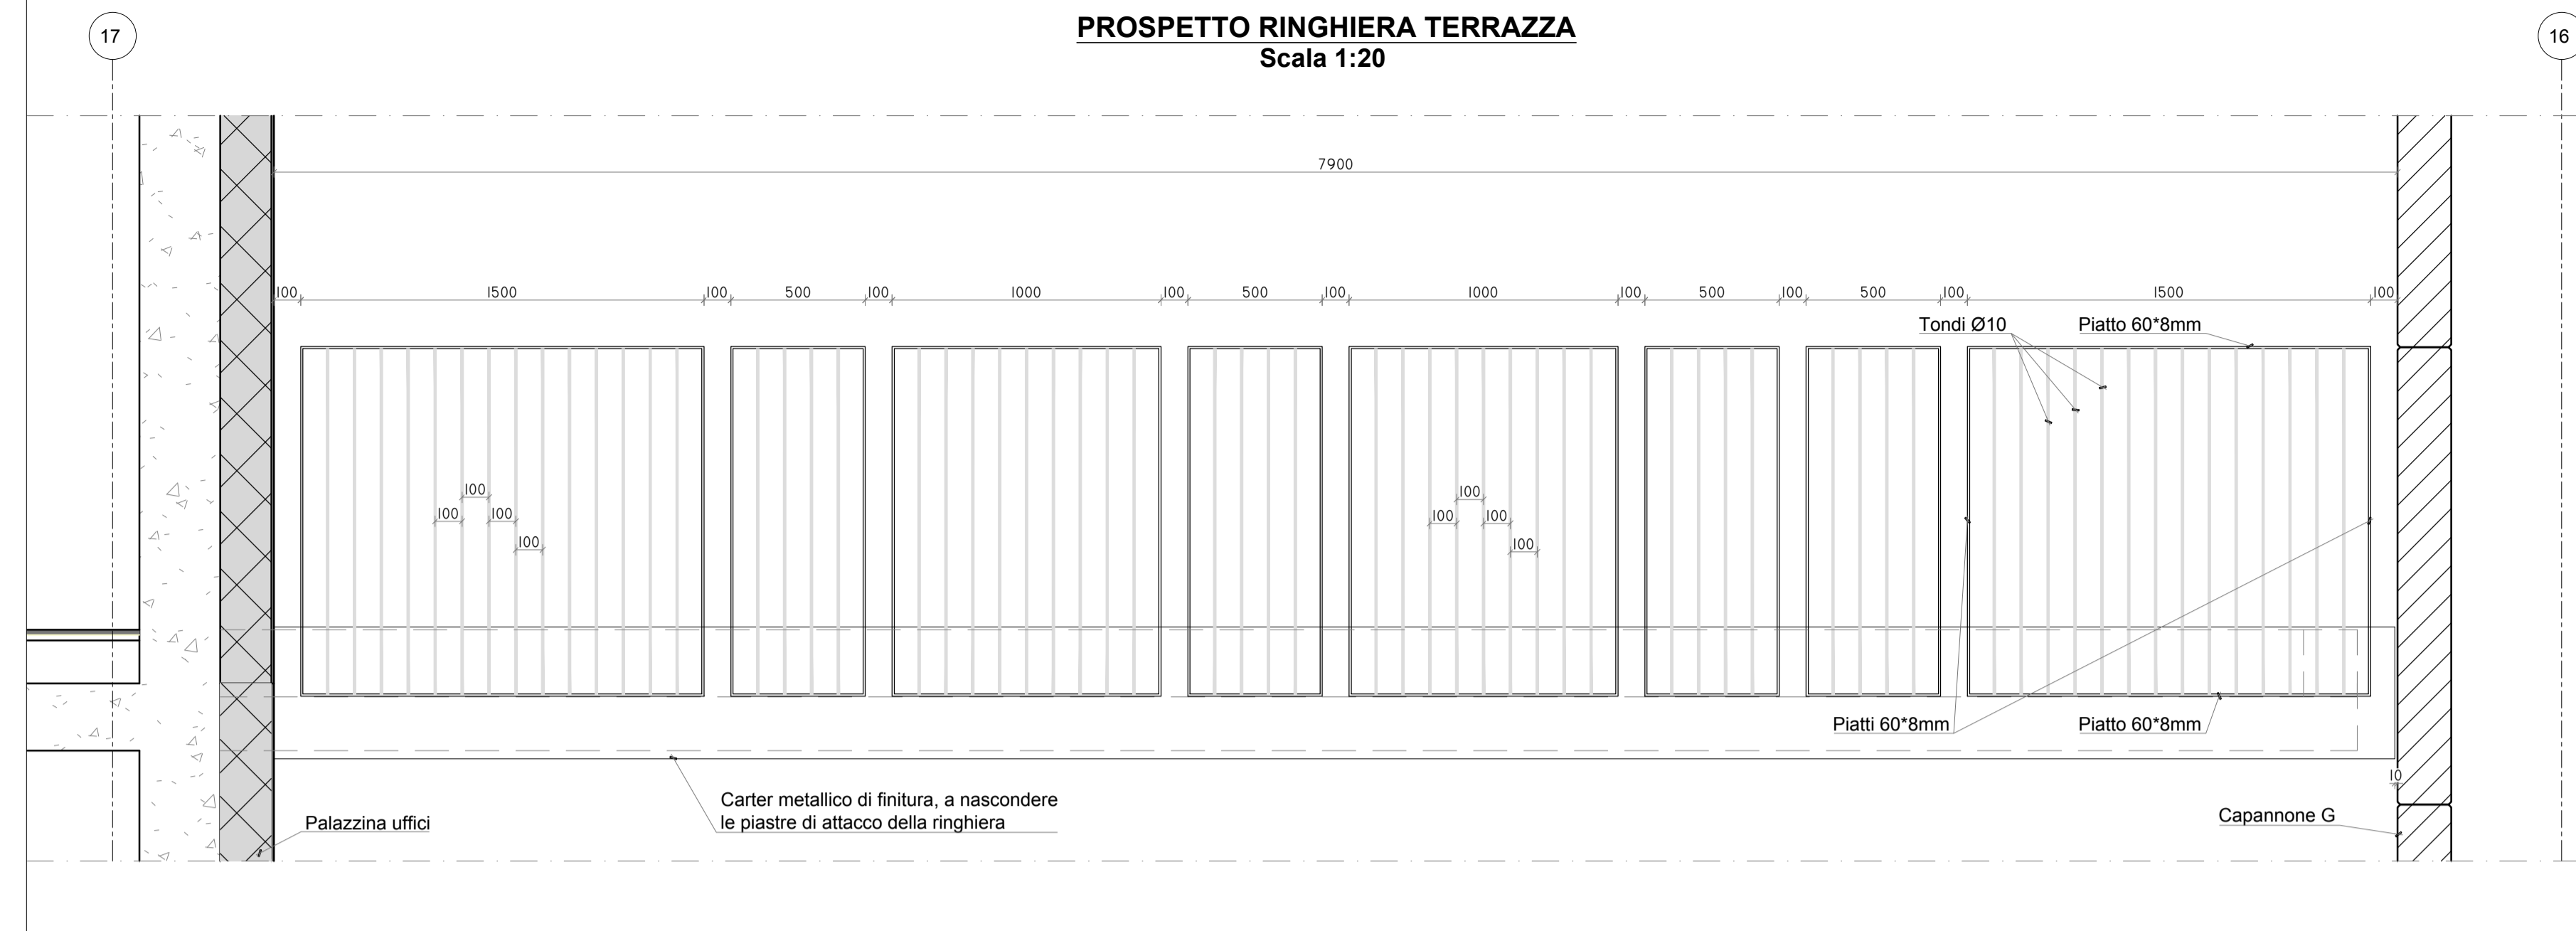 PROSPETTO RINGHIERA TERRAZZA
Scala 1:20
17
16
7900
100 1500 100 500 100 1000 100 500 100 1000 100 500 100 500 100 1500 100
Tondi Ø10
Piatto 60*8mm
100
100
100
100
100
100
100
100
Piatti 60*8mm
Piatto 60*8mm
10
Carter metallico di finitura, a nascondere
le piastre di attacco della ringhiera
Palazzina uffici
Capannone G